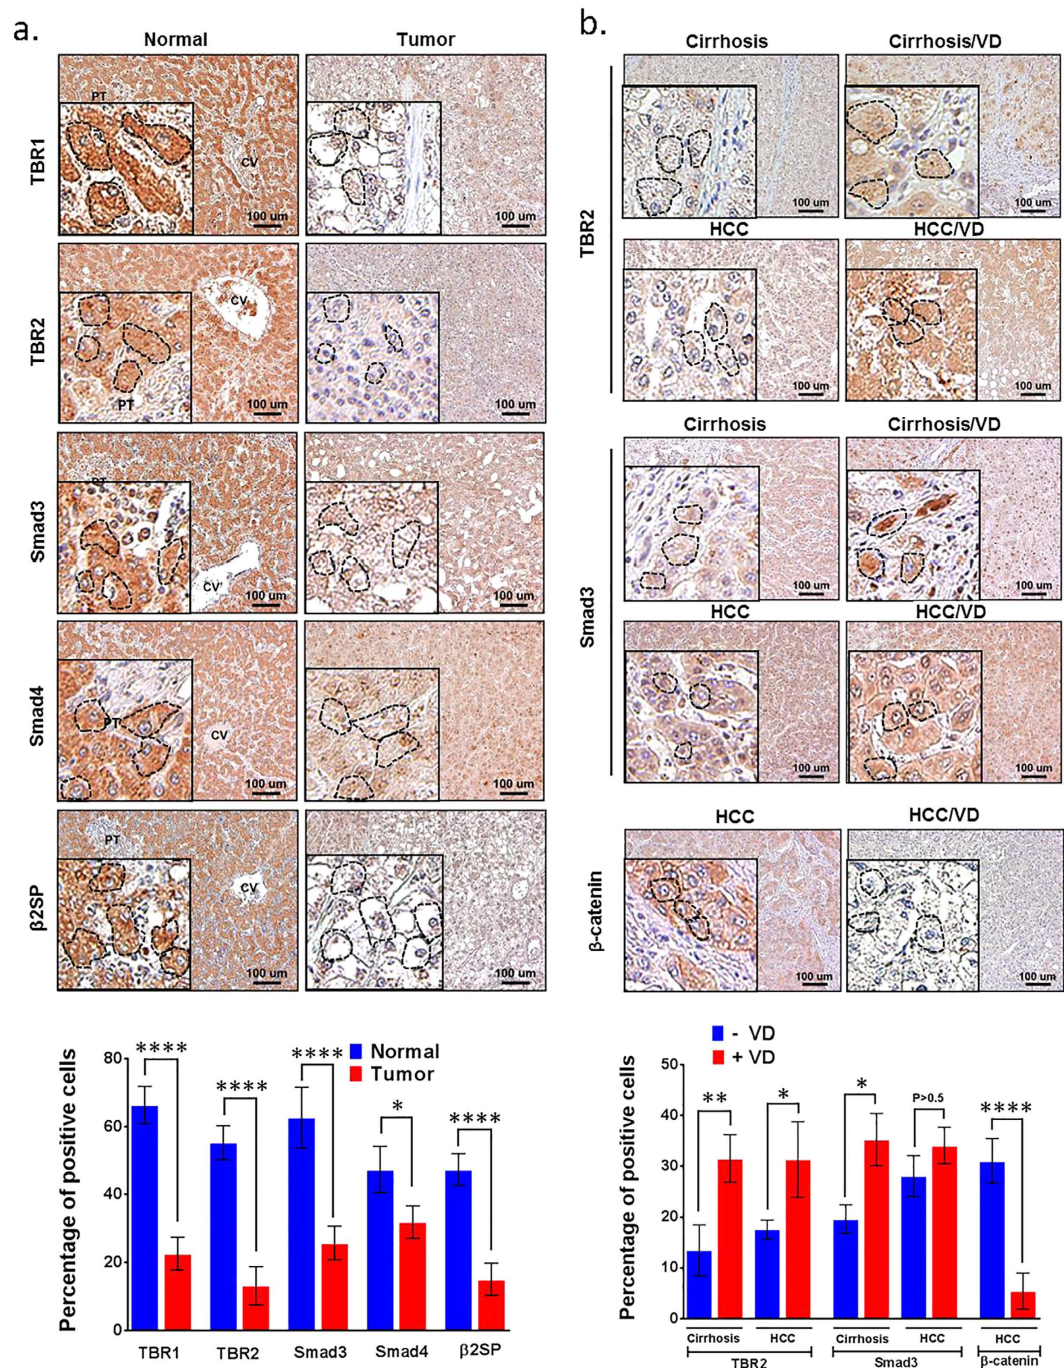 a.
Normal Tumor
TBR1
PT
CV
100 um
100 um
TBR2
CV
PT
100 um
100 um
Smad3
PT
CV
100 um
100 um
Smad4
PT
CV
100 um
100 um
β2SP
PT
CV
100 um
100 um
Percentage of positive cells
80
60
40
20
0
Normal
Tumor
****
****
****
*
****
TBR1 TBR2 Smad3 Smad4 β2SP
b.
TBR2
Cirrhosis Cirrhosis/VD
100 um
100 um
HCC HCC/VD
100 um
100 um
Smad3
Cirrhosis Cirrhosis/VD
100 um
100 um
HCC HCC/VD
100 um
100 um
β-catenin
HCC HCC/VD
100 um
100 um
Percentage of positive cells
50
40
30
20
10
0
- VD
+ VD
**
*
*
P>0.5
****
Cirrhosis HCC Cirrhosis HCC HCC
TBR2 Smad3 β-catenin